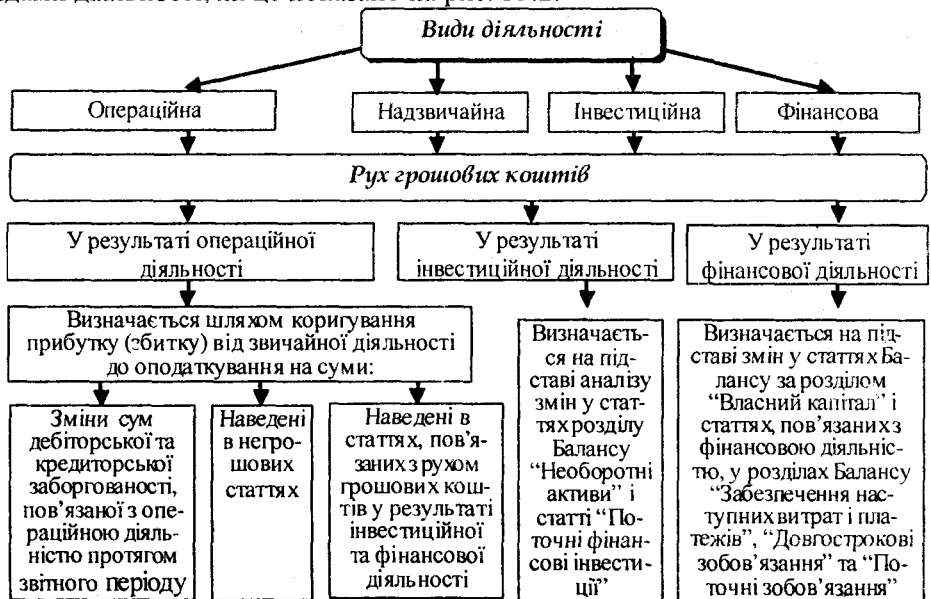 Види діяльності
Операційна
Надзвичайна
Інвестиційна
Фінансова
Рух грошових коштів
У результаті операційної
діяльності
У результаті
інвестиційної діяльності
У результаті
фінансової діяльності
Визначається шляхом коригування
прибутку (збитку) від звичайної діяльності
до оподаткування на суми:
Зміни сум
дебіторської та
кредиторської
заборгованості,
пов’язаної з опе-
раційною діяль-
ністю протягом
звітного періоду
Наведені
в негро-
шових
статтях
Наведені в
статтях, пов’я-
заних з рухом
грошових кош-
тів у результаті
інвестиційної
та фінансової
діяльності
Визначаєть-
ся на під-
ставі аналізу
змін у стат-
тях розділу
Балансу
“Необоротні
активи” і
статті “По-
точні фінан-
сові інвести-
ції”
Визначається на під-
ставі змін у статтях Ба-
лансу за розділом
“Власний капітал” і
статтях, пов’язаних з
фінансовою діяльніс-
тю, у розділах Балансу
“Забезпечення нас-
тупних витрат і пла-
тежів”, “Довгострокові
зобов’язання” та “По-
точні зобов’язання”